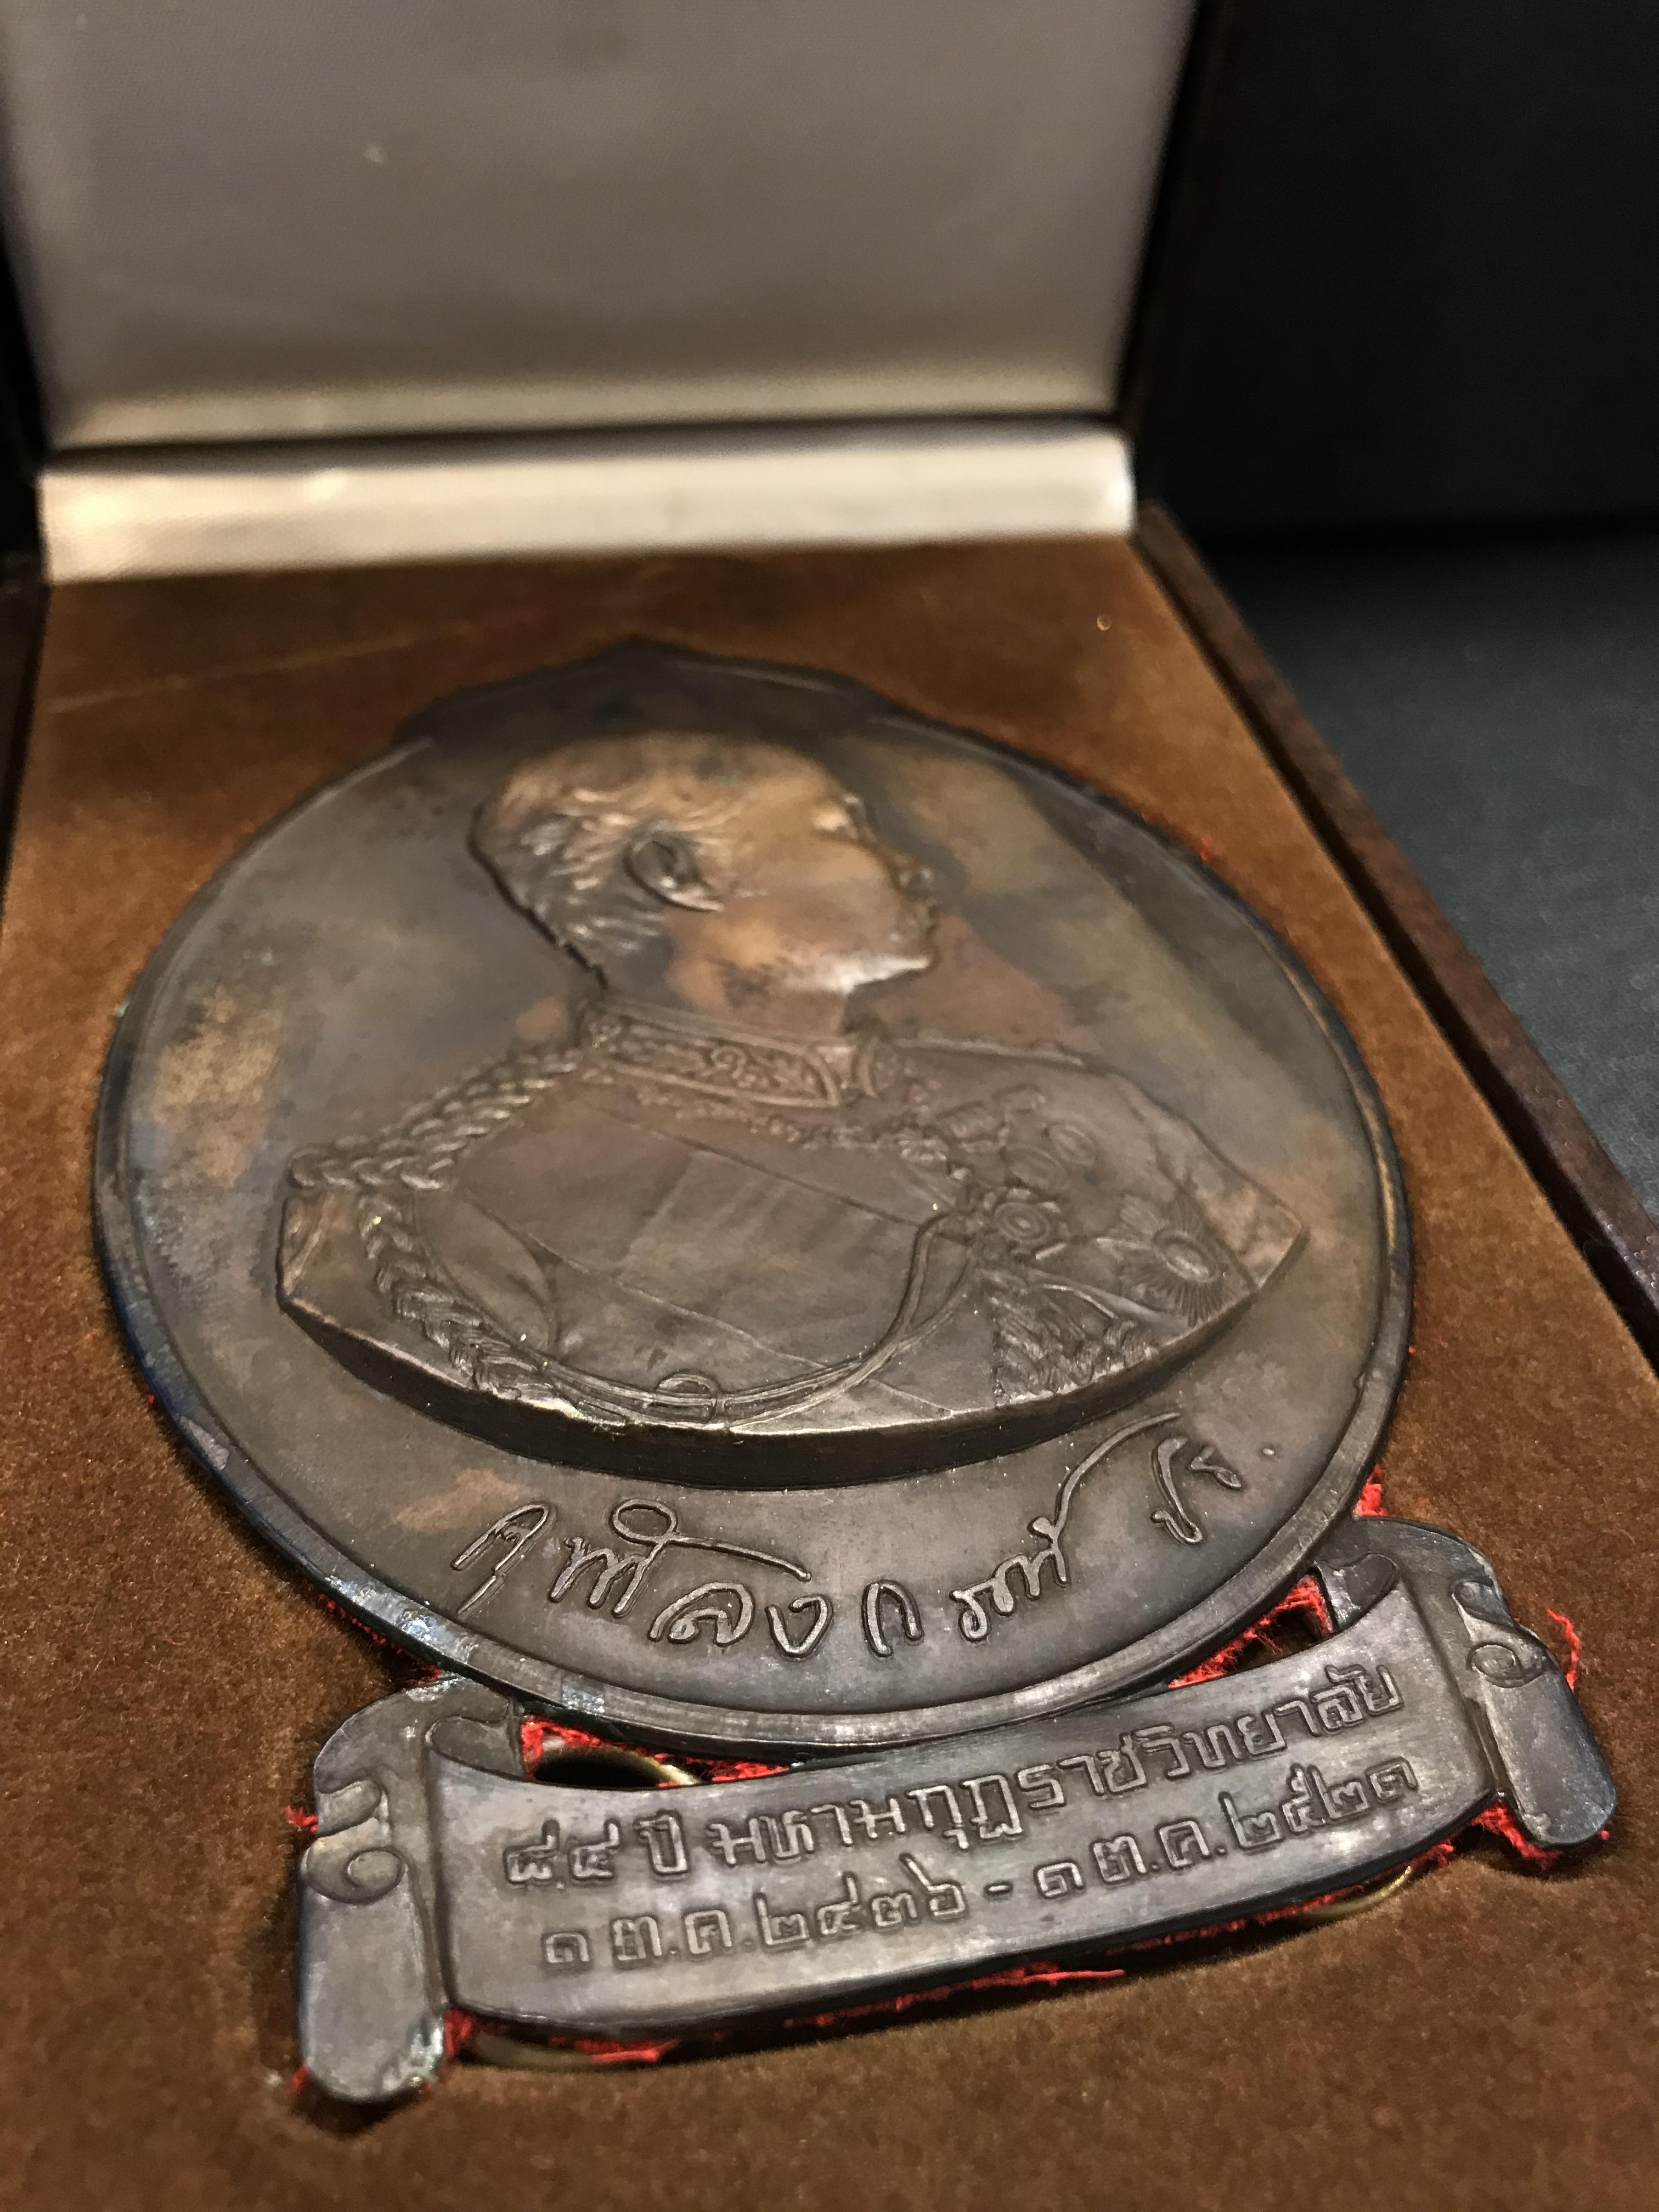 จุฬาลงกรณ์ ปร.
๘๔ ปี มหามกุฏราชวิทยาลัย
๑ ต.ค. ๒๔๓๖ - ๑ ต.ค. ๒๕๒๑